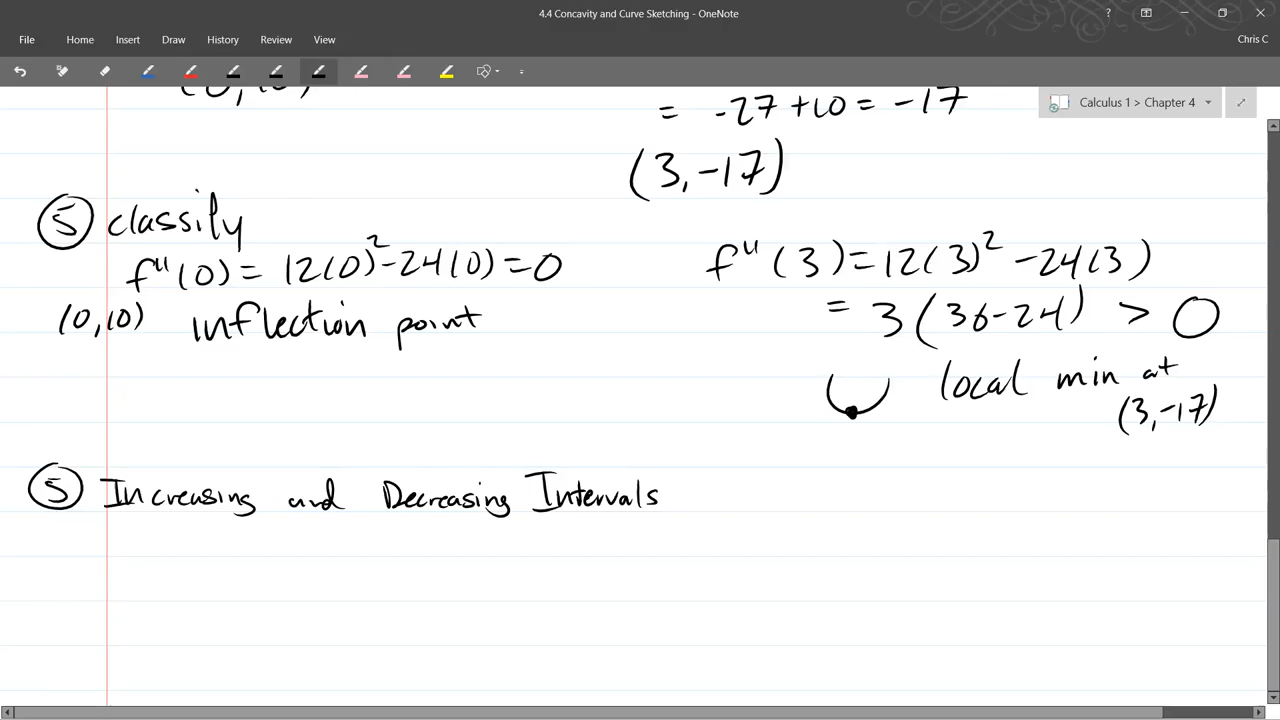 4.4 Concavity and Curve Sketching - OneNote
File Home Insert Draw History Review View
Chris C
Calculus 1 > Chapter 4
= -27 +10 = -17
(3, -17)
⑤ classify
f''(0) = 12(0)² - 24(0) = 0
(0,10) inflection point
f''(3) = 12(3)² - 24(3)
= 3(36-24) > 0
local min at
(3, -17)
⑤ Increasing and Decreasing Intervals